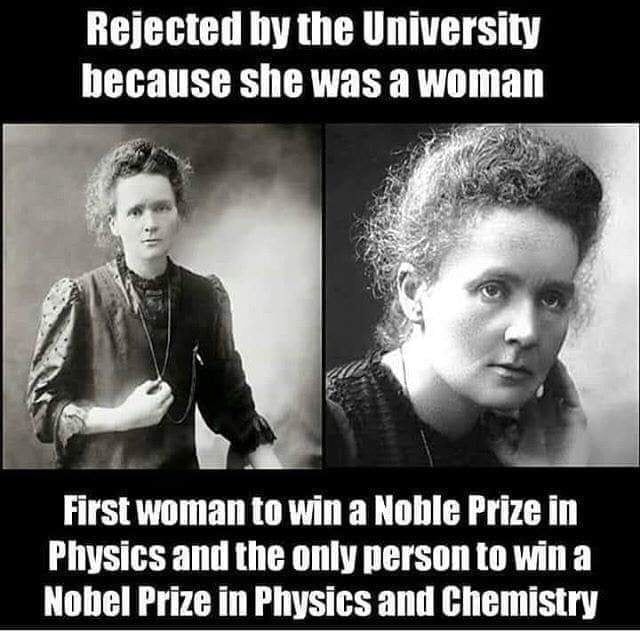 Rejected by the University
because she was a woman
First woman to win a Noble Prize in
Physics and the only person to win a
Nobel Prize in Physics and Chemistry